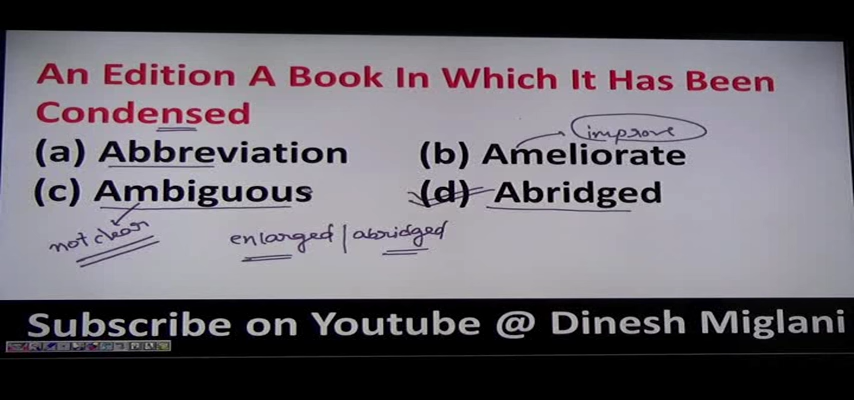 An Edition A Book In Which It Has Been
Condensed
improve
(a) Abbreviation (b) Ameliorate
(c) Ambiguous (d) Abridged
not clear
enlarged | abridged
Subscribe on Youtube @ Dinesh Miglani